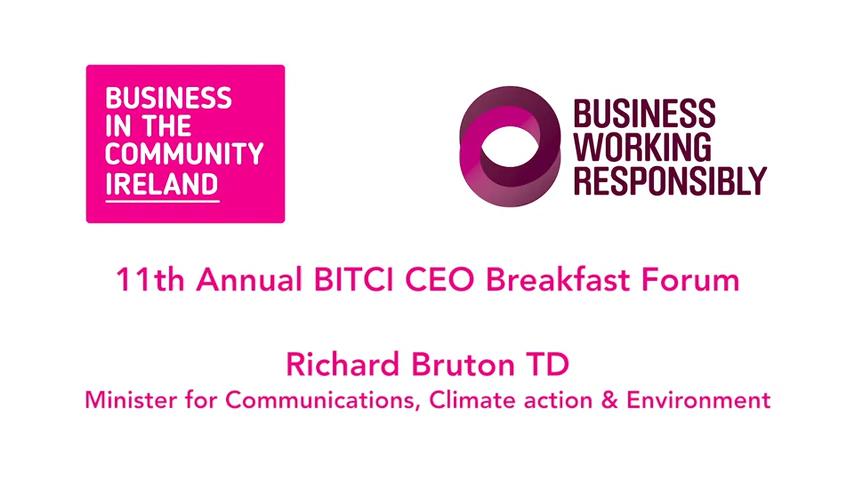 BUSINESS
IN THE
COMMUNITY
IRELAND
BUSINESS
WORKING
RESPONSIBLY
11th Annual BITCI CEO Breakfast Forum
Richard Bruton TD
Minister for Communications, Climate action & Environment